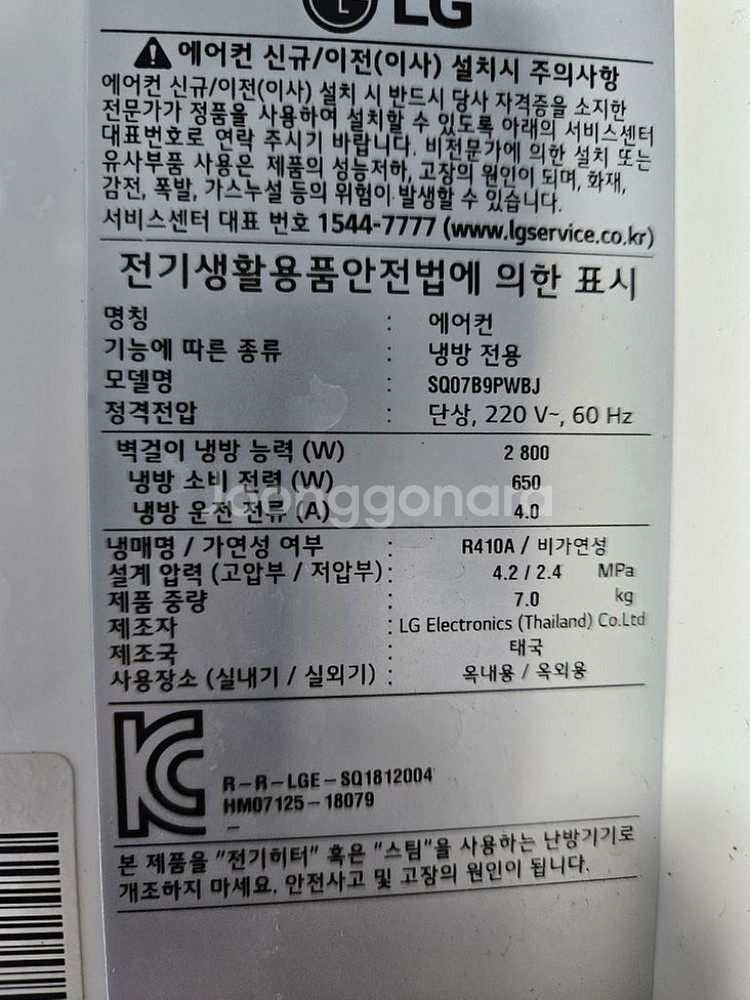 LG
에어컨 신규/이전(이사) 설치시 주의사항
에어컨 신규/이전(이사) 설치 시 반드시 당사 자격증을 소지한
전문가가 정품을 사용하여 설치할 수 있도록 아래의 서비스센터
대표번호로 연락 주시기 바랍니다. 비전문가에 의한 설치 또는
유사부품 사용은 제품의 성능저하, 고장의 원인이 되며, 화재,
감전, 폭발, 가스누설 등의 위험이 발생할 수 있습니다.
서비스센터 대표 번호 1544-7777 (www.lgservice.co.kr)
전기생활용품안전법에 의한 표시
명칭 : 에어컨
기능에 따른 종류 : 냉방 전용
모델명 : SQ07B9PWBJ
정격전압 : 단상, 220 V~, 60 Hz
벽걸이 냉방 능력 (W) 2 800
냉방 소비 전력 (W) 650
냉방 운전 전류 (A) 4.0
joonggonara
냉매명 / 가연성 여부 : R410A / 비가연성
설계 압력 (고압부 / 저압부) : 4.2 / 2.4 MPa
제품 중량 : 7.0 kg
제조자 : LG Electronics (Thailand) Co.Ltd
제조국 : 태국
사용장소 (실내기 / 실외기) : 옥내용 / 옥외용
R-R-LGE-SQ1812004
HM07125-18079
–
본 제품을 "전기히터" 혹은 "스팀"을 사용하는 난방기기로
개조하지 마세요. 안전사고 및 고장의 원인이 됩니다.